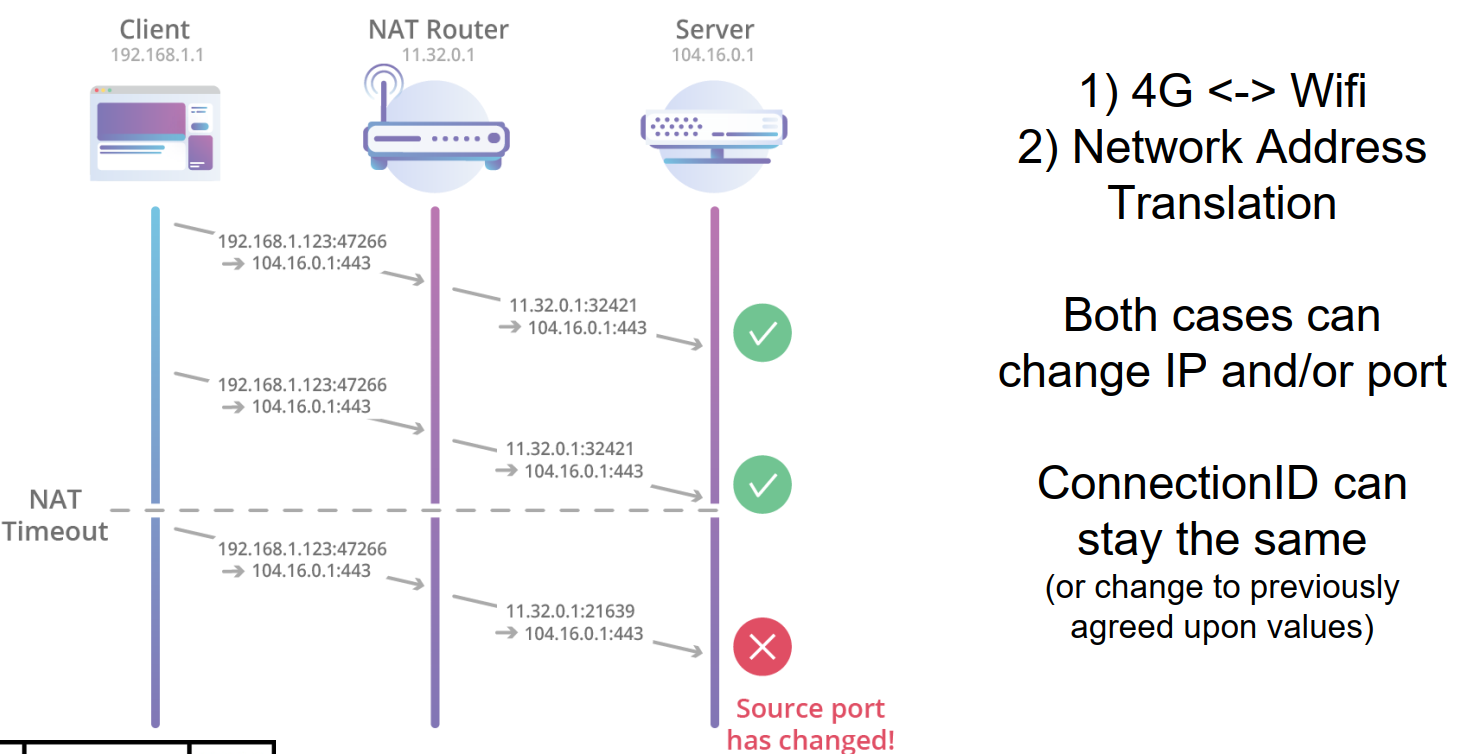 Client
192.168.1.1
NAT Router
11.32.0.1
Server
104.16.0.1
192.168.1.123:47266
→ 104.16.0.1:443
11.32.0.1:32421
→ 104.16.0.1:443
192.168.1.123:47266
→ 104.16.0.1:443
11.32.0.1:32421
→ 104.16.0.1:443
NAT
Timeout
192.168.1.123:47266
→ 104.16.0.1:443
11.32.0.1:21639
→ 104.16.0.1:443
Source port
has changed!
1) 4G <-> Wifi
2) Network Address
Translation
Both cases can
change IP and/or port
ConnectionID can
stay the same
(or change to previously
agreed upon values)